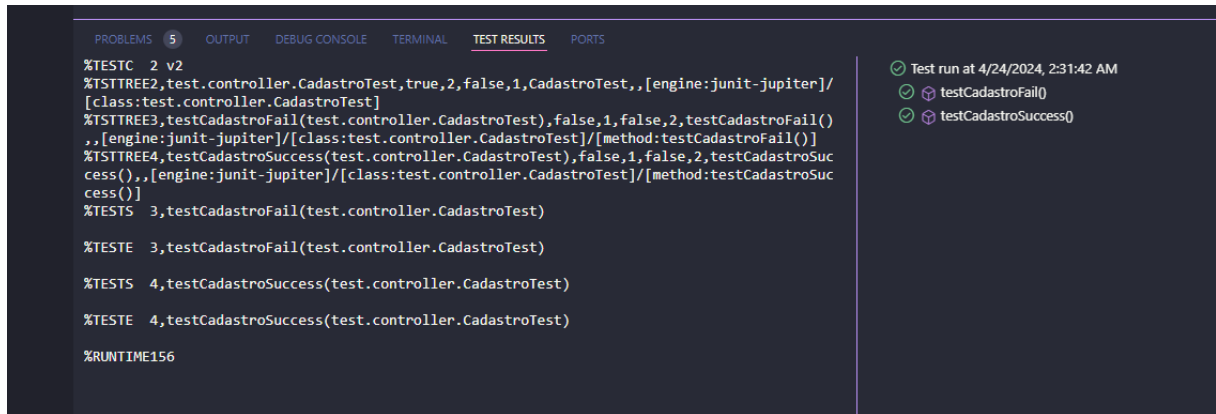 PROBLEMS 5 OUTPUT DEBUG CONSOLE TERMINAL TEST RESULTS PORTS
%TESTC  2 v2
%TSTTREE2,test.controller.CadastroTest,true,2,false,1,CadastroTest,,[engine:junit-jupiter]/
[class:test.controller.CadastroTest]
%TSTTREE3,testCadastroFail(test.controller.CadastroTest),false,1,false,2,testCadastroFail()
,,[engine:junit-jupiter]/[class:test.controller.CadastroTest]/[method:testCadastroFail()]
%TSTTREE4,testCadastroSuccess(test.controller.CadastroTest),false,1,false,2,testCadastroSuc
cess(),,[engine:junit-jupiter]/[class:test.controller.CadastroTest]/[method:testCadastroSuc
cess()]
%TESTS  3,testCadastroFail(test.controller.CadastroTest)
%TESTE  3,testCadastroFail(test.controller.CadastroTest)
%TESTS  4,testCadastroSuccess(test.controller.CadastroTest)
%TESTE  4,testCadastroSuccess(test.controller.CadastroTest)
%RUNTIME156
Test run at 4/24/2024, 2:31:42 AM
testCadastroFail()
testCadastroSuccess()